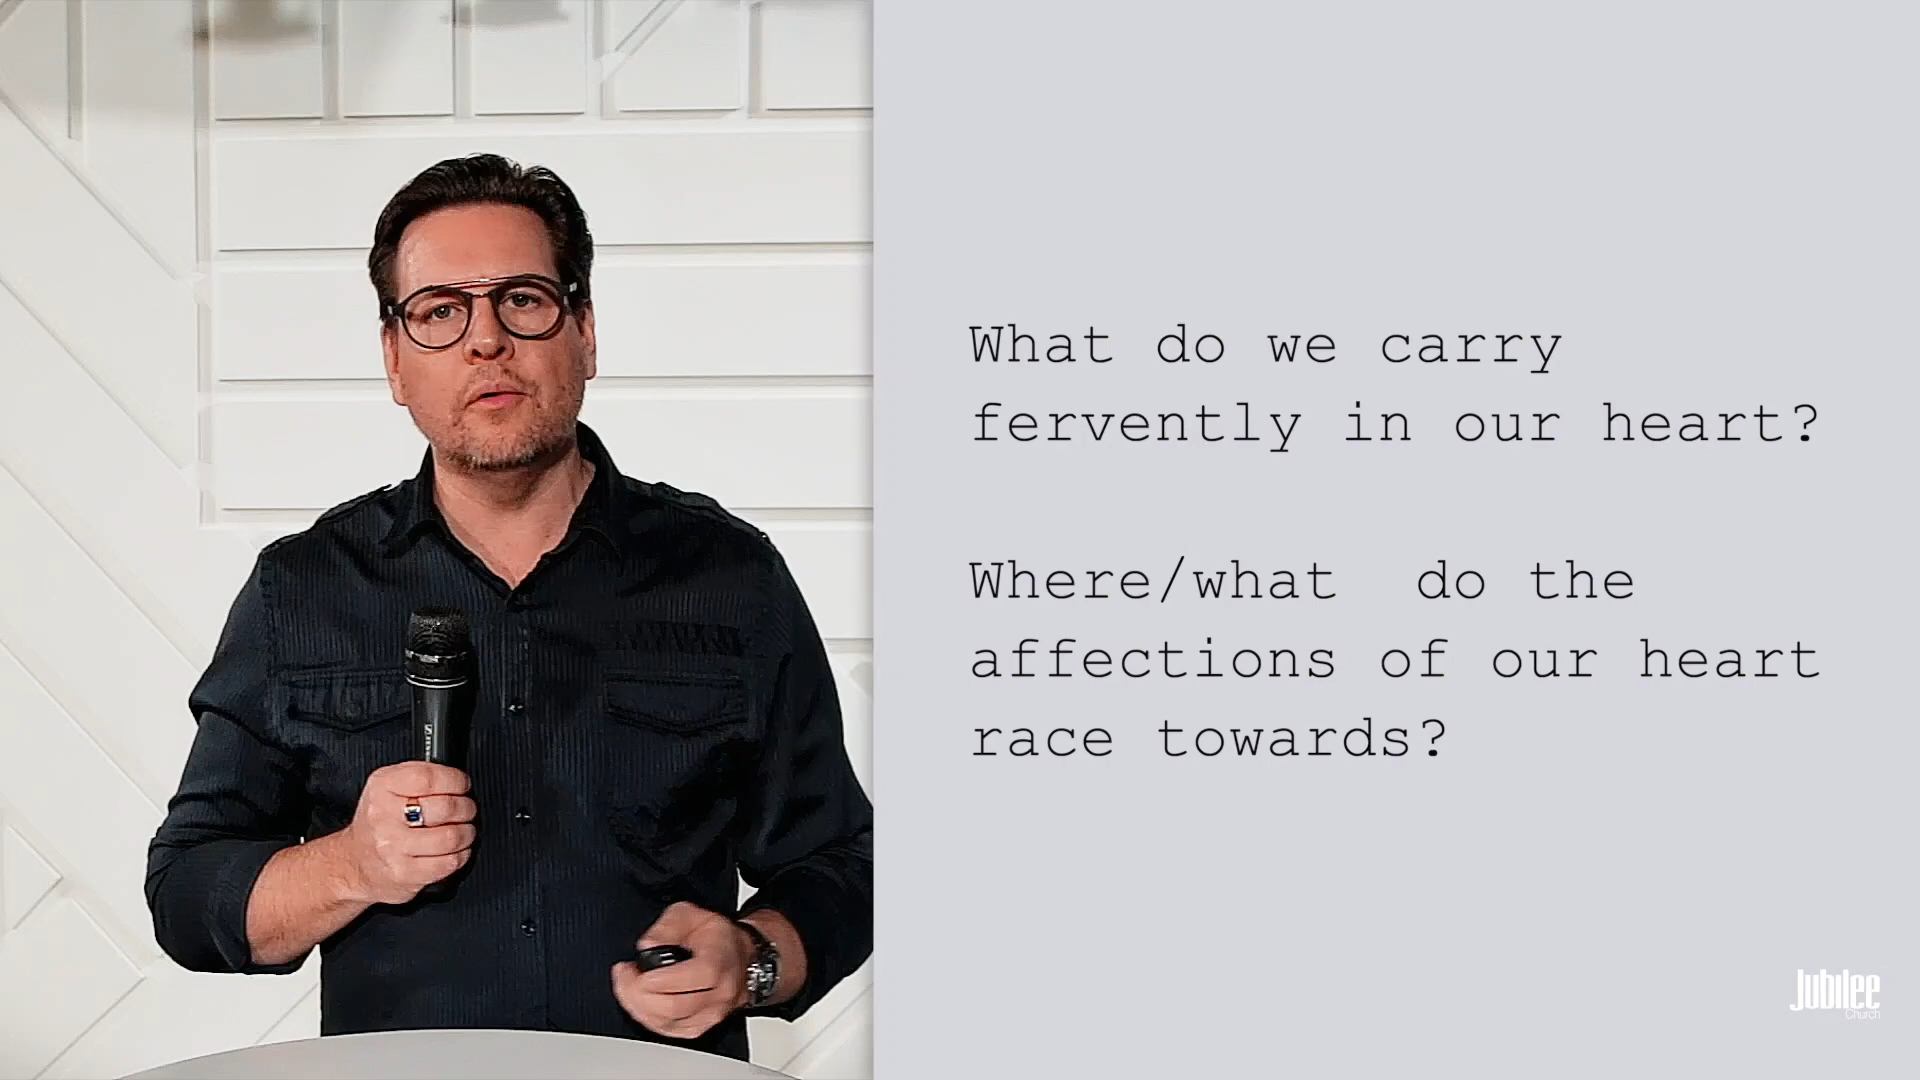 What do we carry
fervently in our heart?
Where/what do the
affections of our heart
race towards?
Jubilee
Church